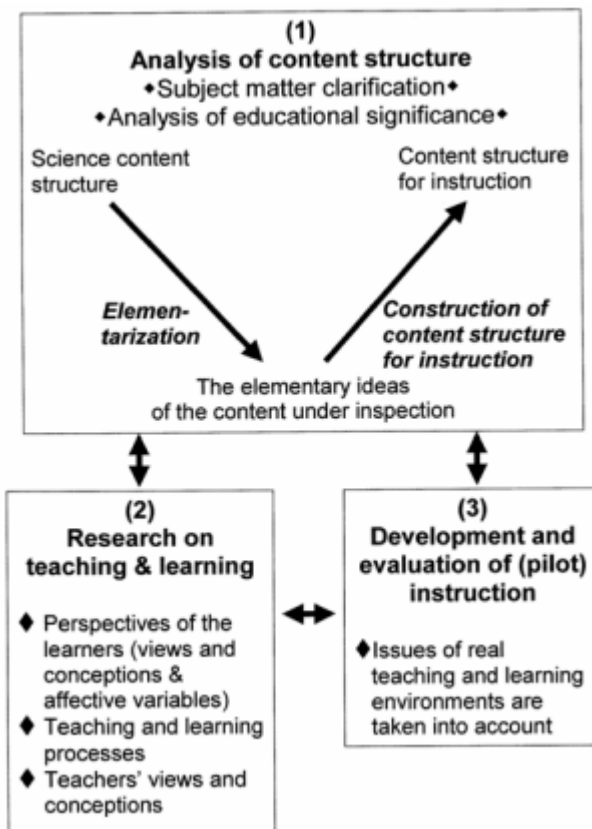 (1)
Analysis of content structure
◆Subject matter clarification◆
◆Analysis of educational significance◆
Science content
structure
Content structure
for instruction
Elemen-
tarization
Construction of
content structure
for instruction
The elementary ideas
of the content under inspection
(2)
Research on
teaching & learning
◆ Perspectives of the
learners (views and
conceptions &
affective variables)
◆ Teaching and learning
processes
◆ Teachers' views and
conceptions
(3)
Development and
evaluation of (pilot)
instruction
◆Issues of real
teaching and learning
environments are
taken into account